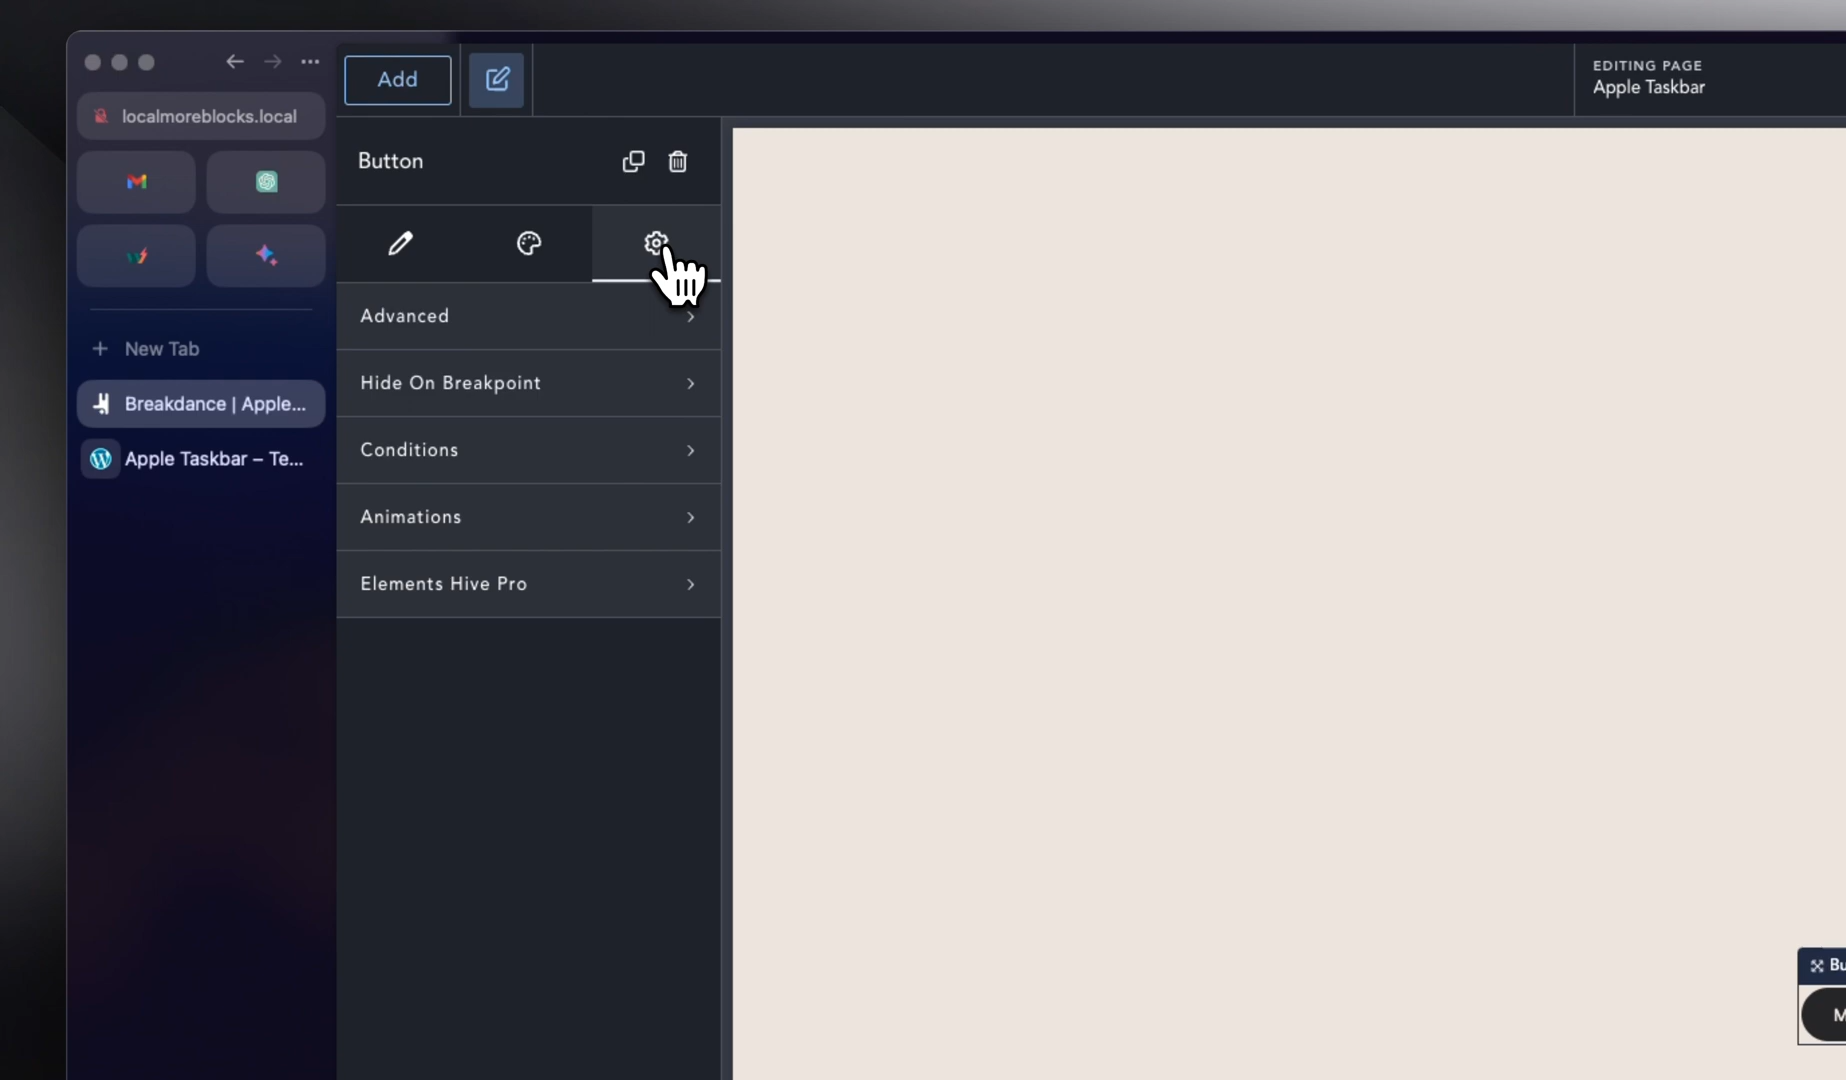 Add
EDITING PAGE
Apple Taskbar
localmoreblocks.local
Button
Advanced
Hide On Breakpoint
Conditions
Animations
Elements Hive Pro
New Tab
Breakdance | Apple...
Apple Taskbar – Te...
Bu
M